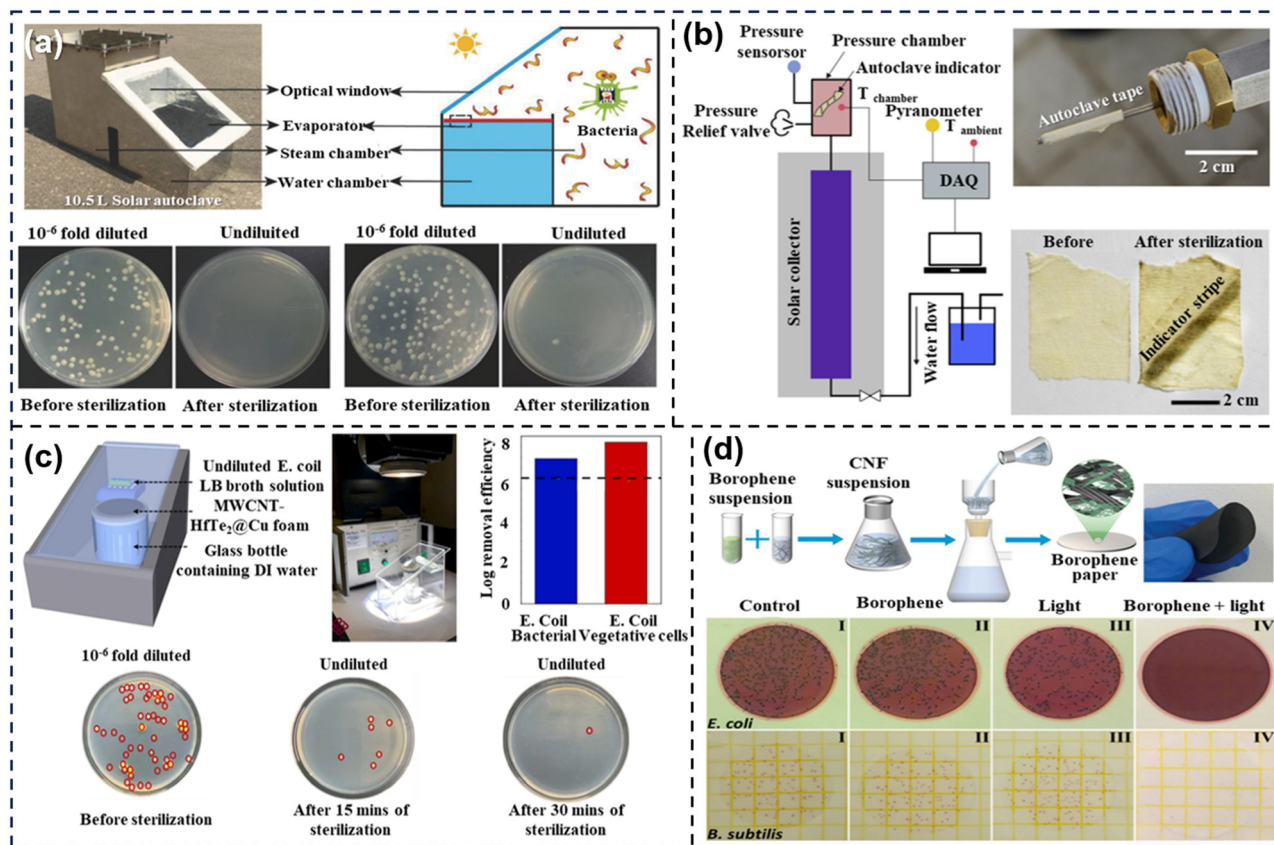 (a)
Optical window
Evaporator
Steam chamber
Water chamber
10.5 L Solar autoclave
Bacteria
10⁻⁶ fold diluted
Undiluited
10⁻⁶ fold diluted
Undiluted
Before sterilization
After sterilization
Before sterilization
After sterilization
(b)
Pressure
sensorsor
Pressure chamber
Autoclave indicator
T chamber
Pressure
Relief valve
Pyranometer
T ambient
DAQ
Solar collector
Water flow
Autoclave tape
2 cm
Before
After sterilization
Indicator stripe
2 cm
(c)
Undiluted E. coil
LB broth solution
MWCNT-
HfTe₂@Cu foam
Glass bottle
containing DI water
Log removal efficiency
8
6
4
2
0
E. Coil
Bacterial
E. Coil
Vegetative cells
10⁻⁶ fold diluted
Undiluted
Undiluted
Before sterilization
After 15 mins of
sterilization
After 30 mins of
sterilization
(d)
Borophene
suspension
CNF
suspension
Borophene
paper
Control
Borophene
Light
Borophene + light
I
II
III
IV
E. coli
I
II
III
IV
B. subtilis